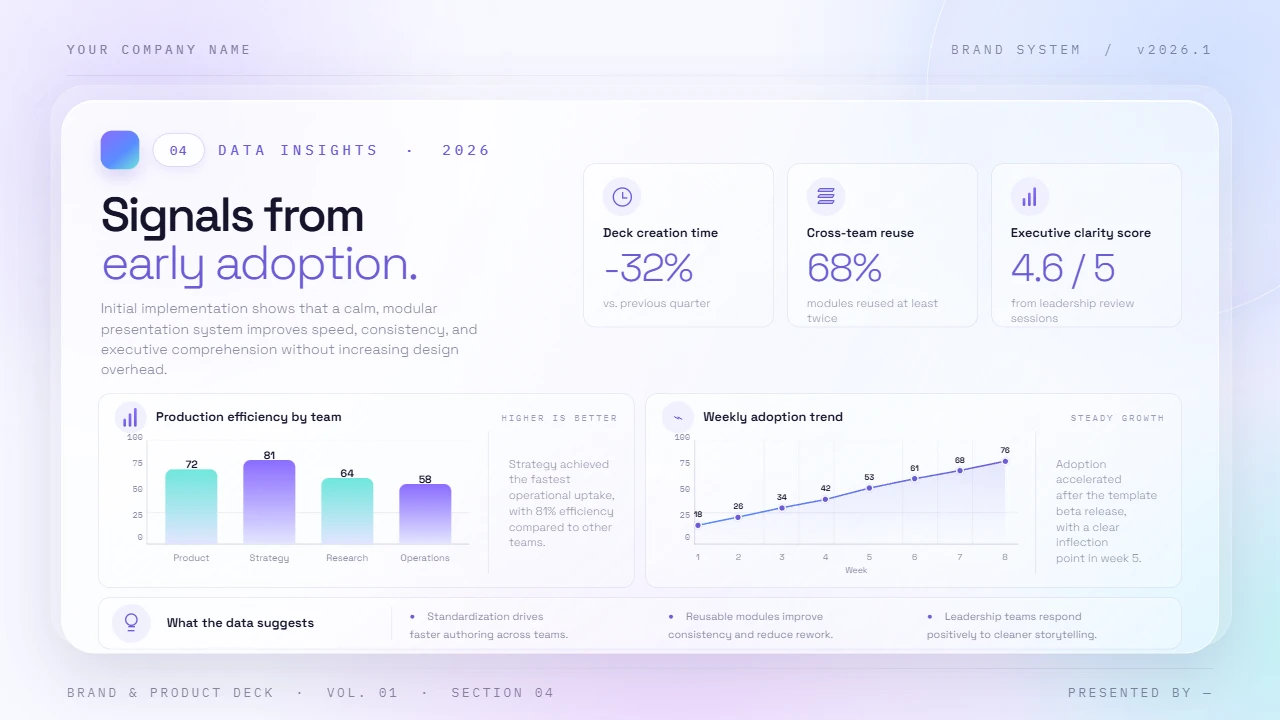 YOUR COMPANY NAME
BRAND SYSTEM / v2026.1
04
DATA INSIGHTS · 2026
Signals from
early adoption.
Initial implementation shows that a calm, modular
presentation system improves speed, consistency, and
executive comprehension without increasing design
overhead.
Deck creation time
-32%
vs. previous quarter
Cross-team reuse
68%
modules reused at least
twice
Executive clarity score
4.6 / 5
from leadership review
sessions
Production efficiency by team
HIGHER IS BETTER
100
75
50
25
0
72
81
64
58
Product
Strategy
Research
Operations
Strategy achieved
the fastest
operational uptake,
with 81% efficiency
compared to other
teams.
Weekly adoption trend
STEADY GROWTH
100
75
50
25
0
18
26
34
42
53
61
68
76
1
2
3
4
5
6
7
8
Week
Adoption
accelerated
after the template
beta release,
with a clear
inflection
point in week 5.
What the data suggests
• Standardization drives
faster authoring across teams.
• Reusable modules improve
consistency and reduce rework.
• Leadership teams respond
positively to cleaner storytelling.
BRAND & PRODUCT DECK · VOL. 01 · SECTION 04
PRESENTED BY —